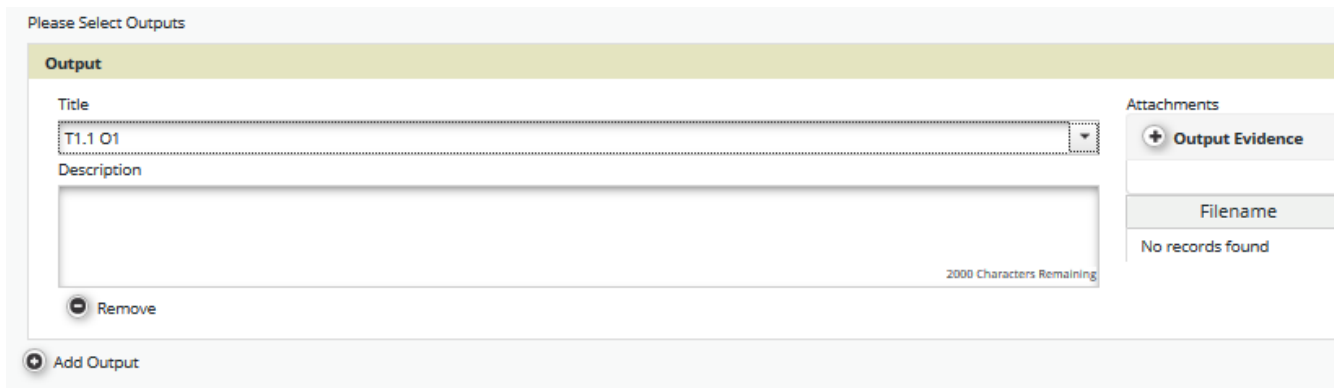 Please Select Outputs
Output
Title
T1.1 O1
Description
2000 Characters Remaining
Remove
Add Output
Attachments
Output Evidence
Filename
No records found